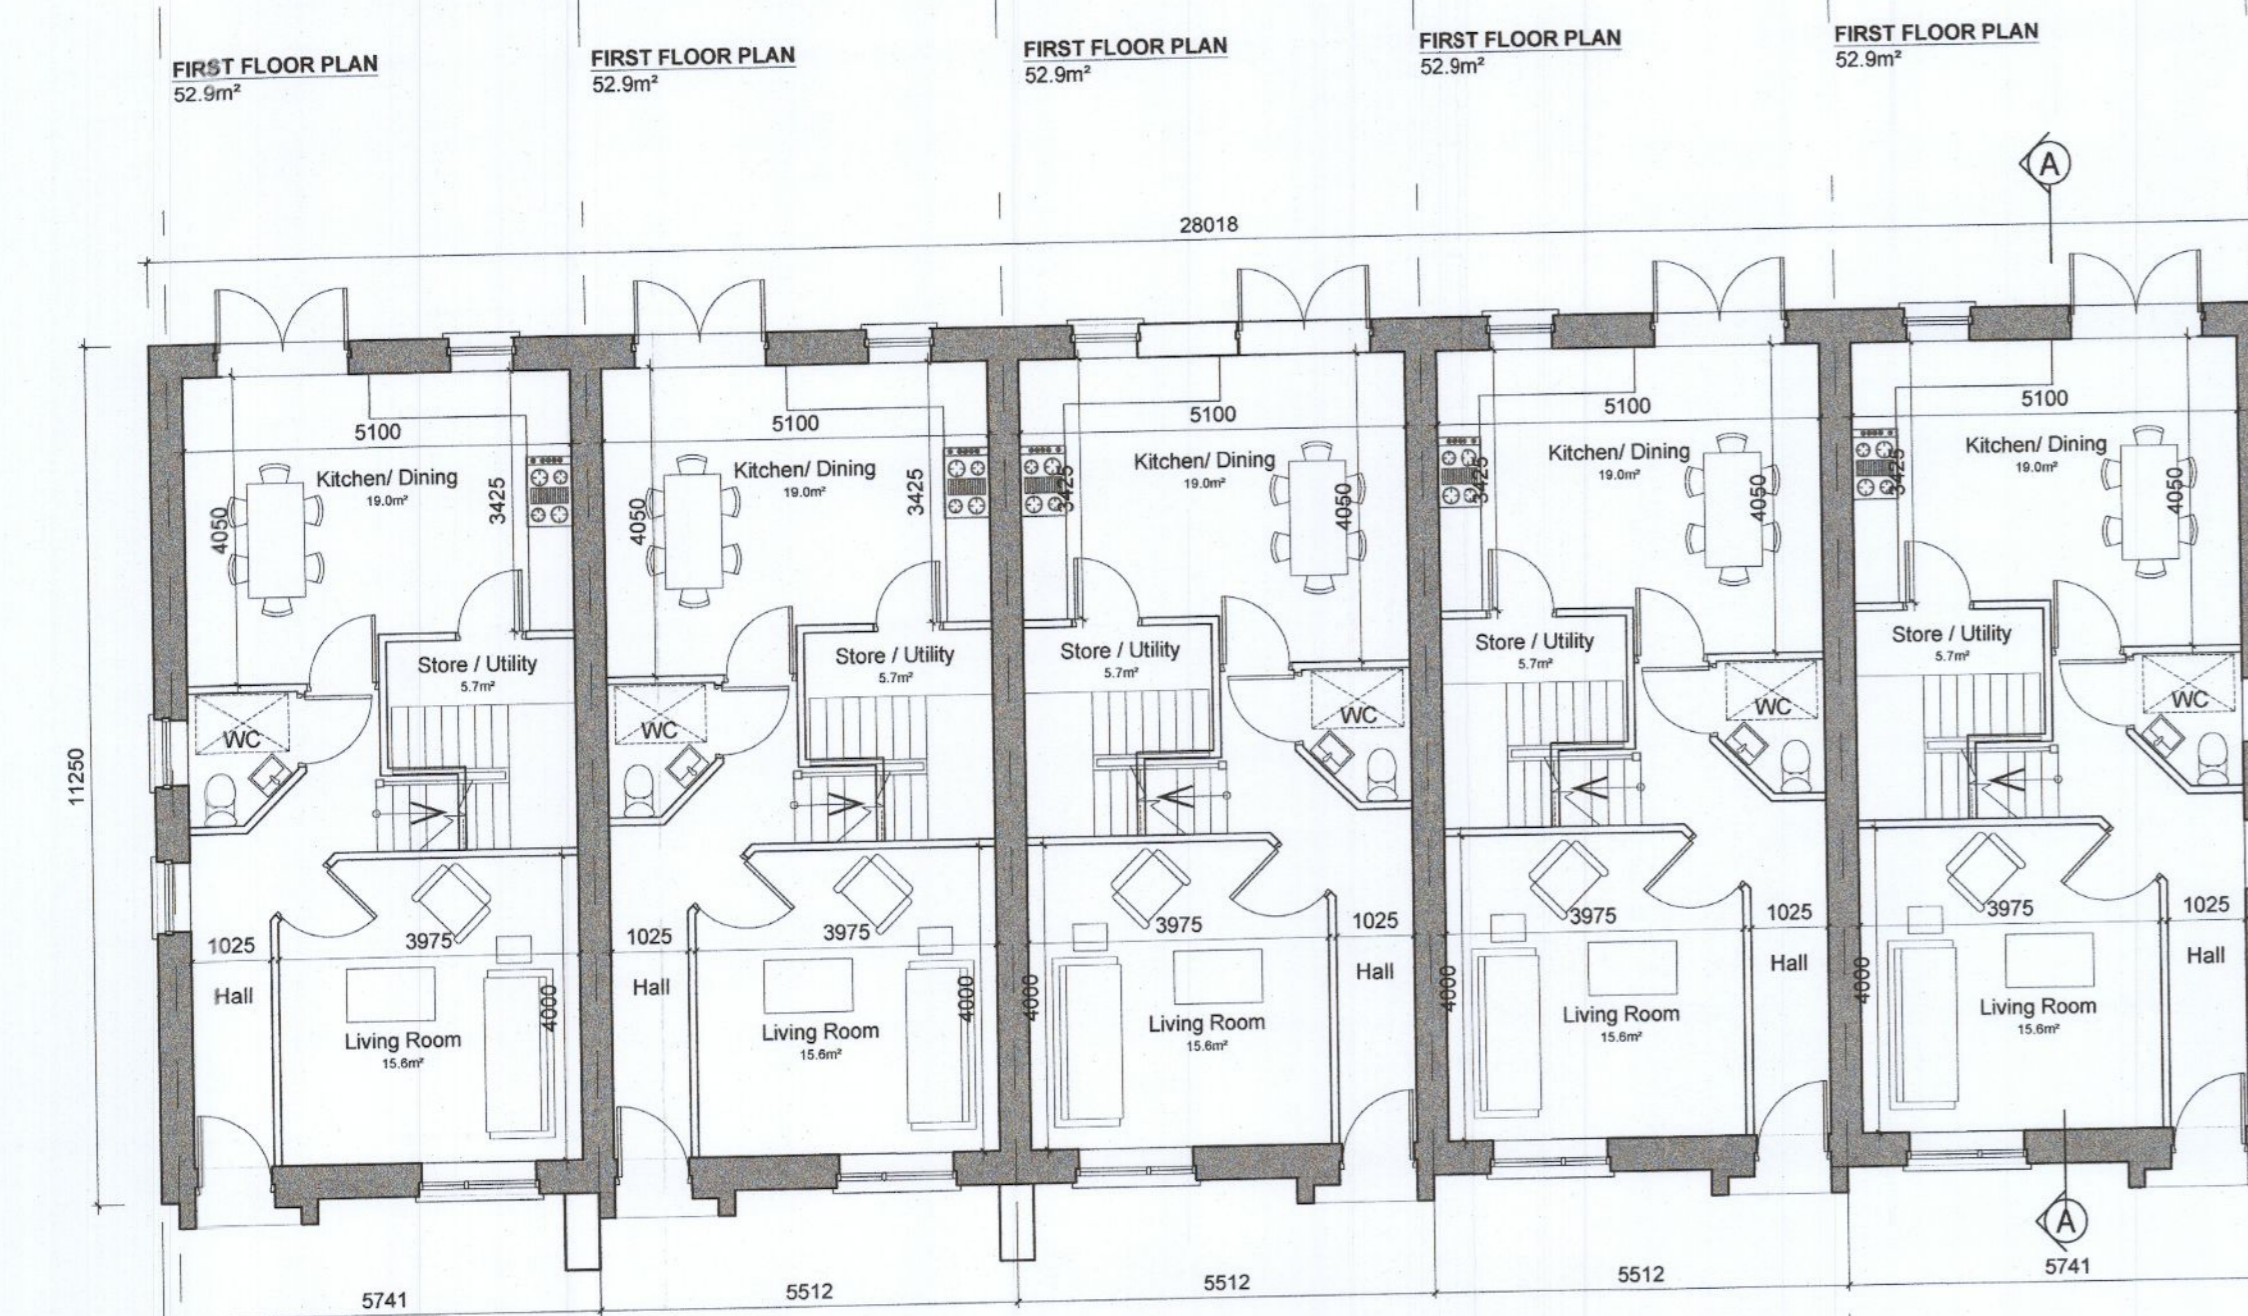 FIRST FLOOR PLAN
52.9m²
FIRST FLOOR PLAN
52.9m²
FIRST FLOOR PLAN
52.9m²
FIRST FLOOR PLAN
52.9m²
FIRST FLOOR PLAN
52.9m²
A
28018
11250
5100
Kitchen/ Dining
19.0m²
4050
3425
Store / Utility
5.7m²
WC
1025
3975
Hall
4000
Living Room
15.6m²
5741
5100
Kitchen/ Dining
19.0m²
4050
3425
Store / Utility
5.7m²
WC
1025
3975
Hall
4000
Living Room
15.6m²
5512
5100
Kitchen/ Dining
19.0m²
3425
4050
Store / Utility
5.7m²
WC
3975
1025
Hall
4000
Living Room
15.6m²
5512
5100
Kitchen/ Dining
19.0m²
3425
4050
Store / Utility
5.7m²
WC
3975
1025
Hall
4000
Living Room
15.6m²
5512
5100
Kitchen/ Dining
19.0m²
3425
4050
Store / Utility
5.7m²
WC
3975
1025
Hall
4000
Living Room
15.6m²
A
5741